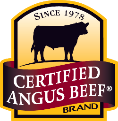 SINCE 1978
CERTIFIED
ANGUS BEEF®
BRAND